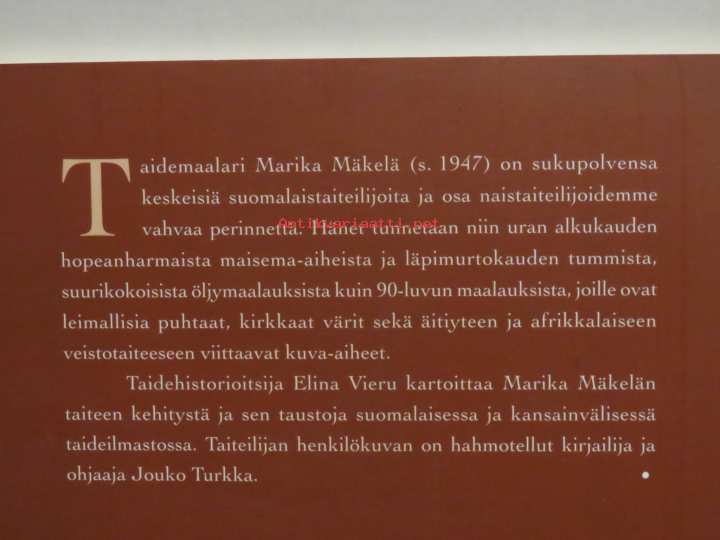 Taidemaalari Marika Mäkelä (s. 1947) on sukupolvensa
keskeisiä suomalaistaiteilijoita ja osa naistaiteilijoidemme
vahvaa perinnettä. Hänet tunnetaan niin uran alkukauden
Antikvariaatti.net
hopeanharmaista maisema-aiheista ja läpimurtokauden tummista,
suurikokoisista öljymaalauksista kuin 90-luvun maalauksista, joille ovat
leimallisia puhtaat, kirkkaat värit sekä äitiyteen ja afrikkalaiseen
veistotaiteeseen viittaavat kuva-aiheet.
Taidehistorioitsija Elina Vieru kartoittaa Marika Mäkelän
taiteen kehitystä ja sen taustoja suomalaisessa ja kansainvälisessä
taideilmastossa. Taiteilijan henkilökuvan on hahmotellut kirjailija ja
ohjaaja Jouko Turkka.